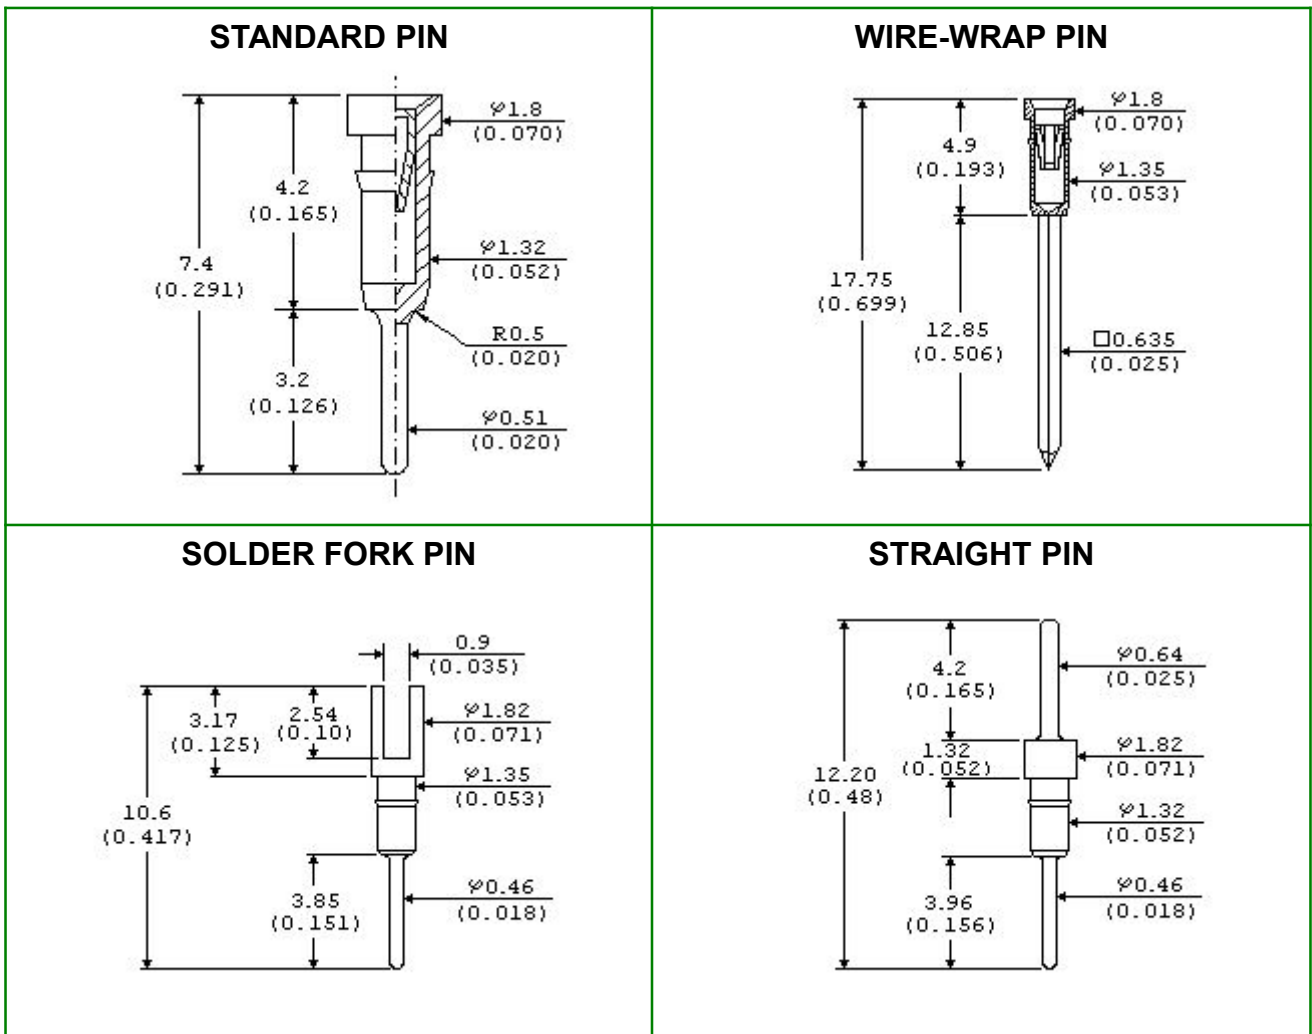 STANDARD PIN
φ1.8
(0.070)
4.2
(0.165)
φ1.32
(0.052)
7.4
(0.291)
R0.5
(0.020)
3.2
(0.126)
φ0.51
(0.020)
WIRE-WRAP PIN
φ1.8
(0.070)
4.9
(0.193)
φ1.35
(0.053)
17.75
(0.699)
12.85
(0.506)
□0.635
(0.025)
SOLDER FORK PIN
0.9
(0.035)
3.17
(0.125)
2.54
(0.10)
φ1.82
(0.071)
φ1.35
(0.053)
10.6
(0.417)
3.85
(0.151)
φ0.46
(0.018)
STRAIGHT PIN
4.2
(0.165)
φ0.64
(0.025)
1.32
(0.052)
φ1.82
(0.071)
12.20
(0.48)
φ1.32
(0.052)
3.96
(0.156)
φ0.46
(0.018)